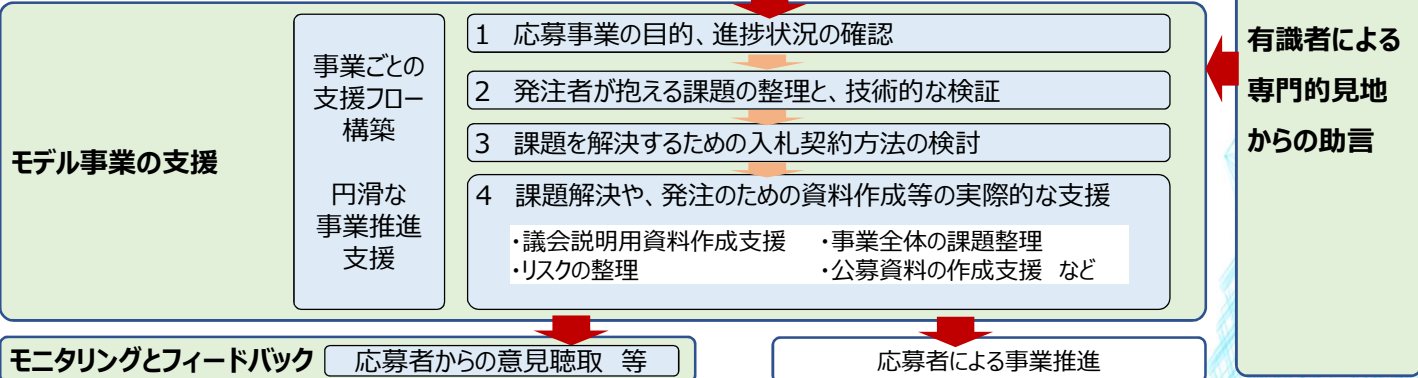 モデル事業の支援
事業ごとの
支援フロー
構築
円滑な
事業推進
支援
1 応募事業の目的、進捗状況の確認
2 発注者が抱える課題の整理と、技術的な検証
3 課題を解決するための入札契約方法の検討
4 課題解決や、発注のための資料作成等の実際的な支援
・議会説明用資料作成支援 ・事業全体の課題整理
・リスクの整理 ・公募資料の作成支援 など
有識者による
専門的見地
からの助言
モニタリングとフィードバック 応募者からの意見聴取 等
応募者による事業推進